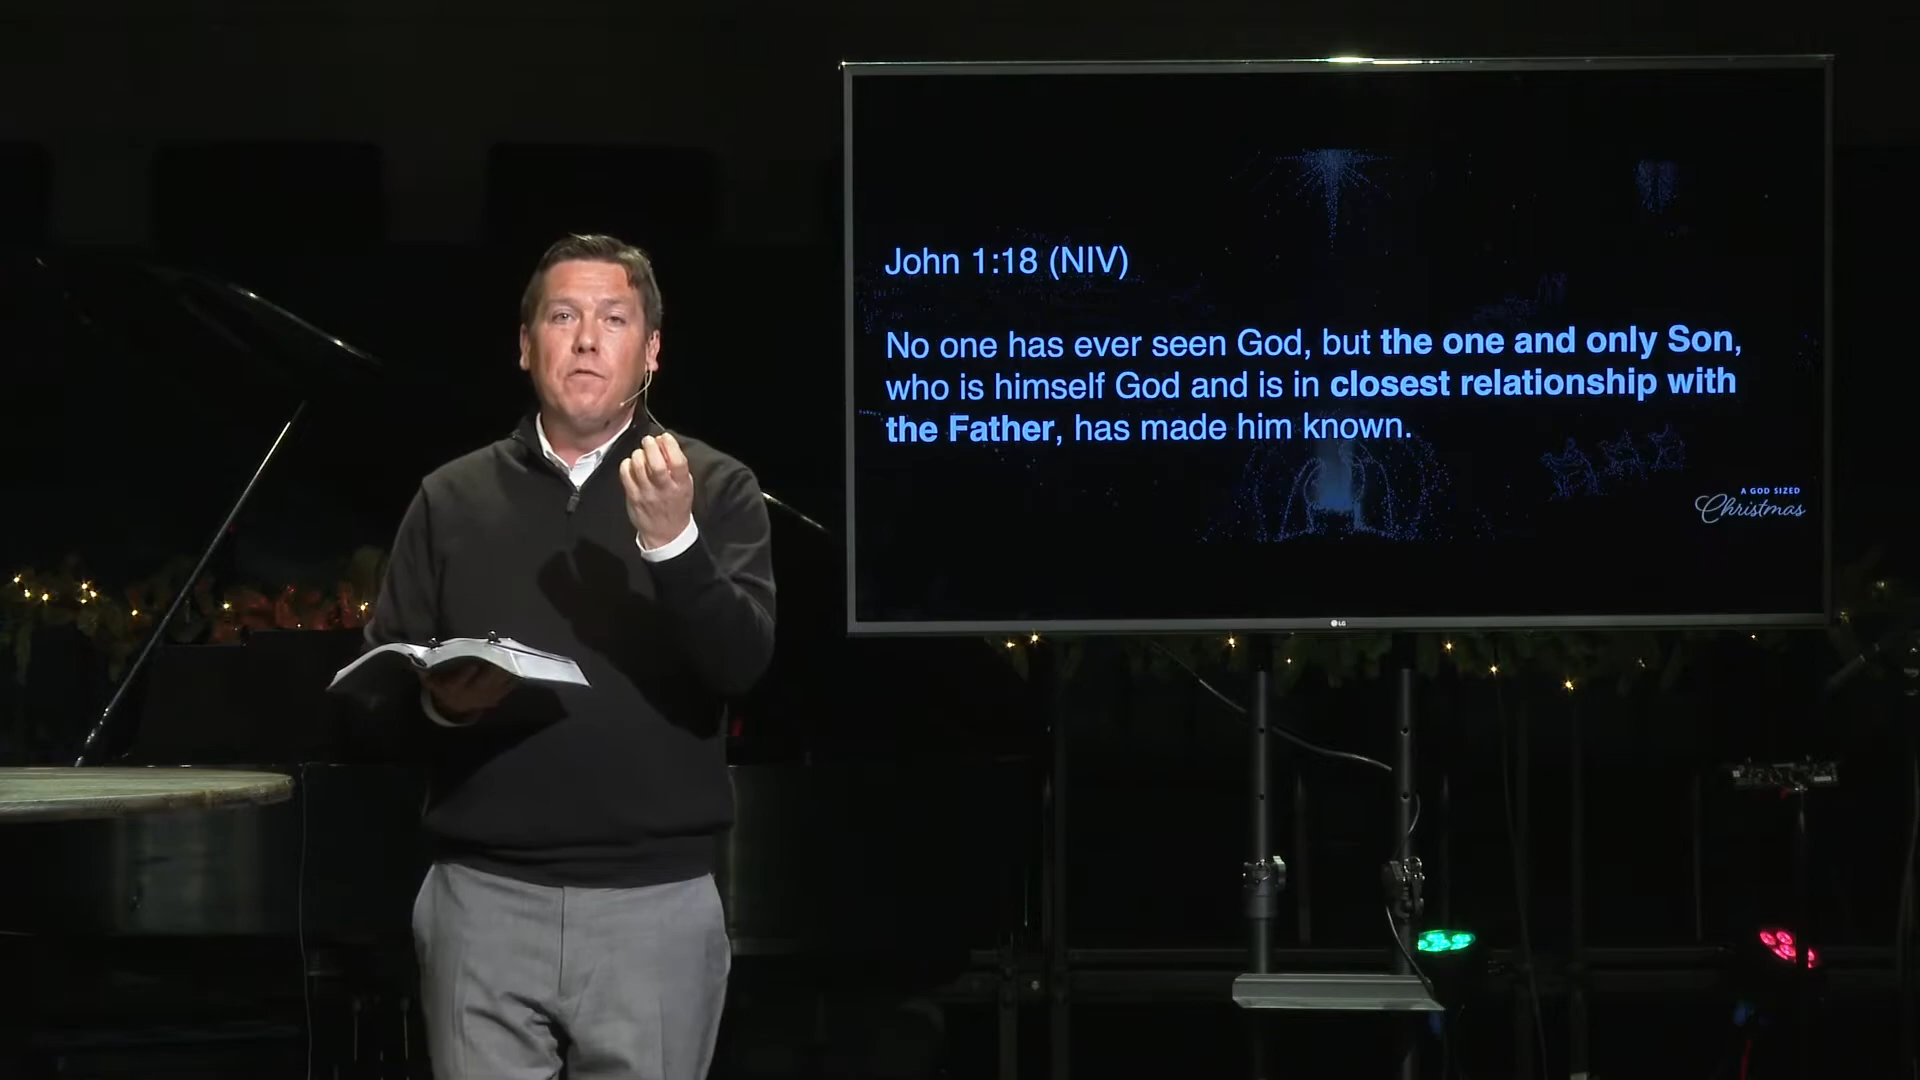 John 1:18 (NIV)
No one has ever seen God, but the one and only Son,
who is himself God and is in closest relationship with
the Father, has made him known.
A GOD SIZED
Christmas
LG